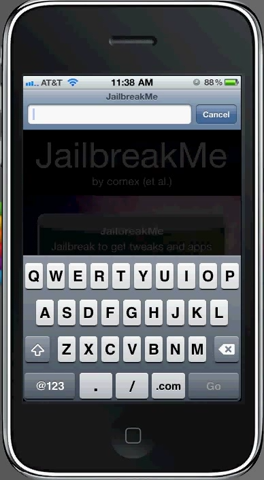 AT&T 11:38 AM 88%
JailbreakMe
Cancel
JailbreakMe
by comex (et al.)
JailbreakMe
Jailbreak to get tweaks and apps
Q W E R T Y U I O P
A S D F G H J K L
Z X C V B N M
@123 . / .com Go